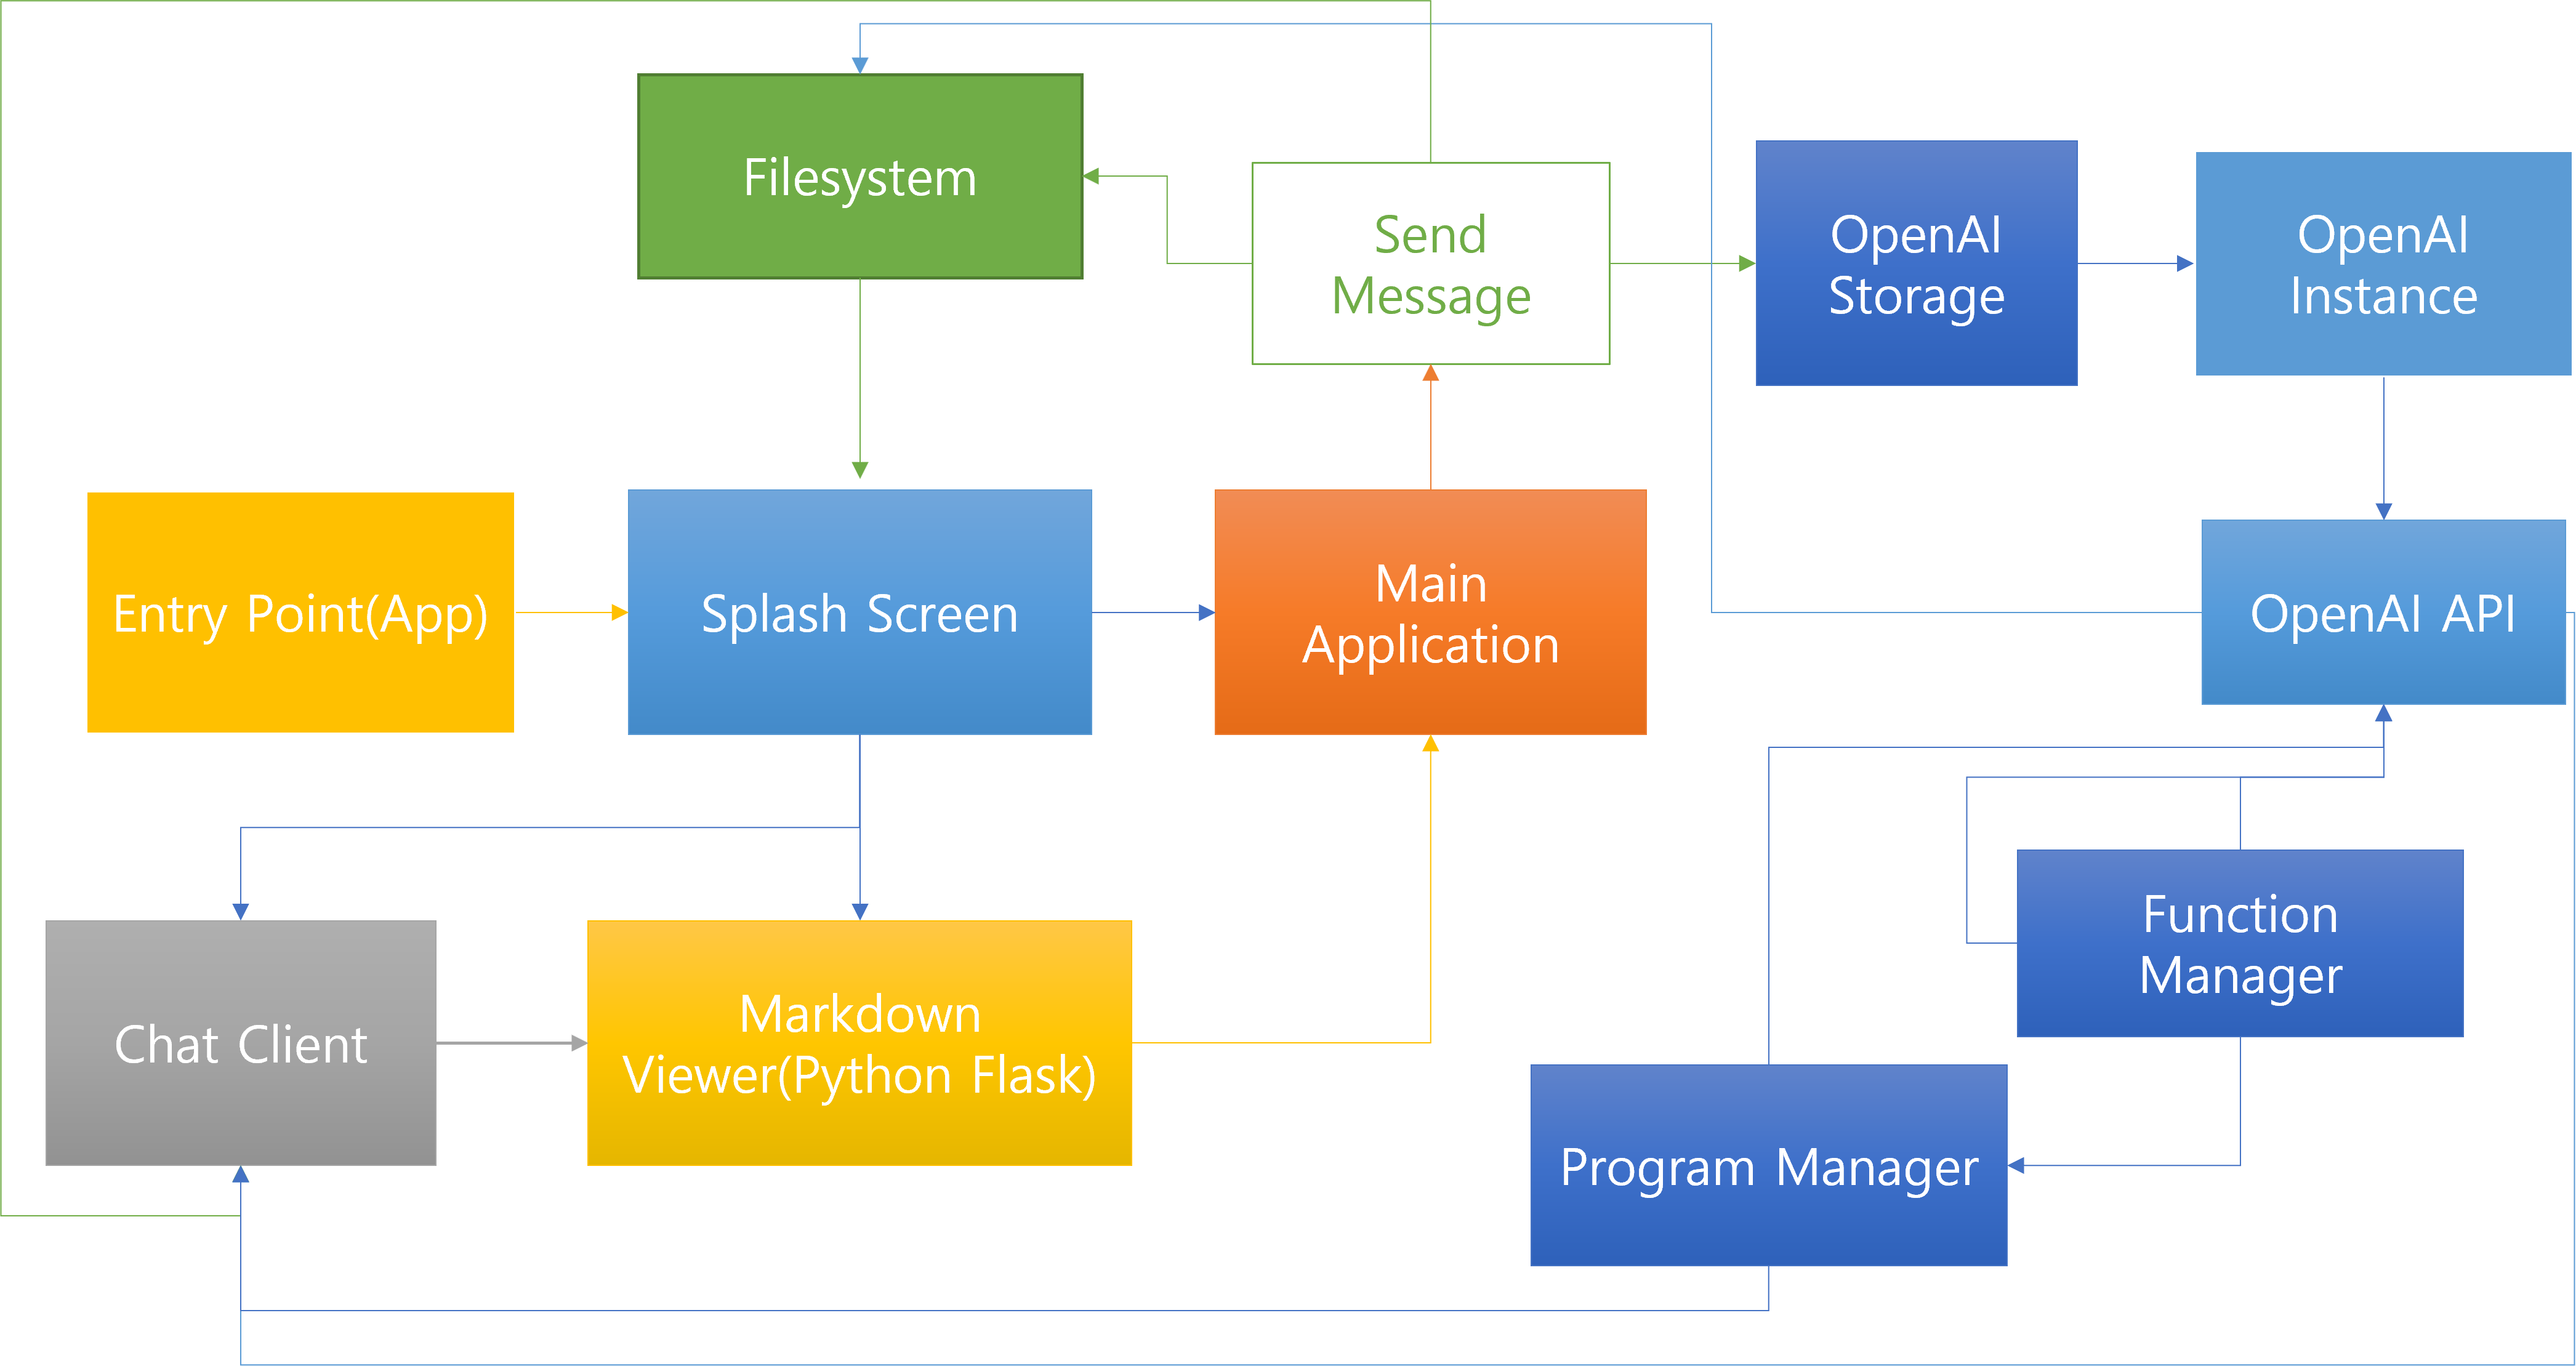 Filesystem
Send
Message
OpenAI
Storage
OpenAI
Instance
Entry Point(App)
Splash Screen
Main
Application
OpenAI API
Chat Client
Markdown
Viewer(Python Flask)
Function
Manager
Program Manager